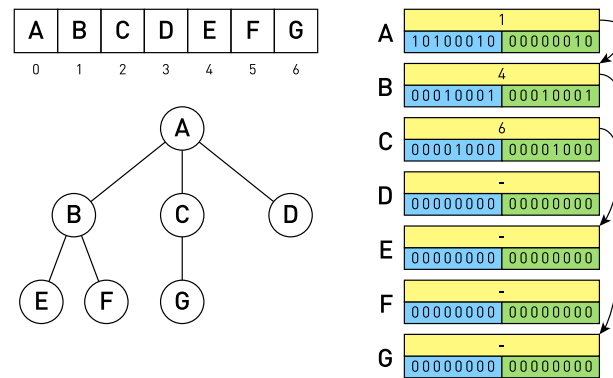 A B C D E F G
0 1 2 3 4 5 6
A
B C D
E F G
A
1
10100010 00000010
B
4
00010001 00010001
C
6
00001000 00001000
D
-
00000000 00000000
E
-
00000000 00000000
F
-
00000000 00000000
G
-
00000000 00000000